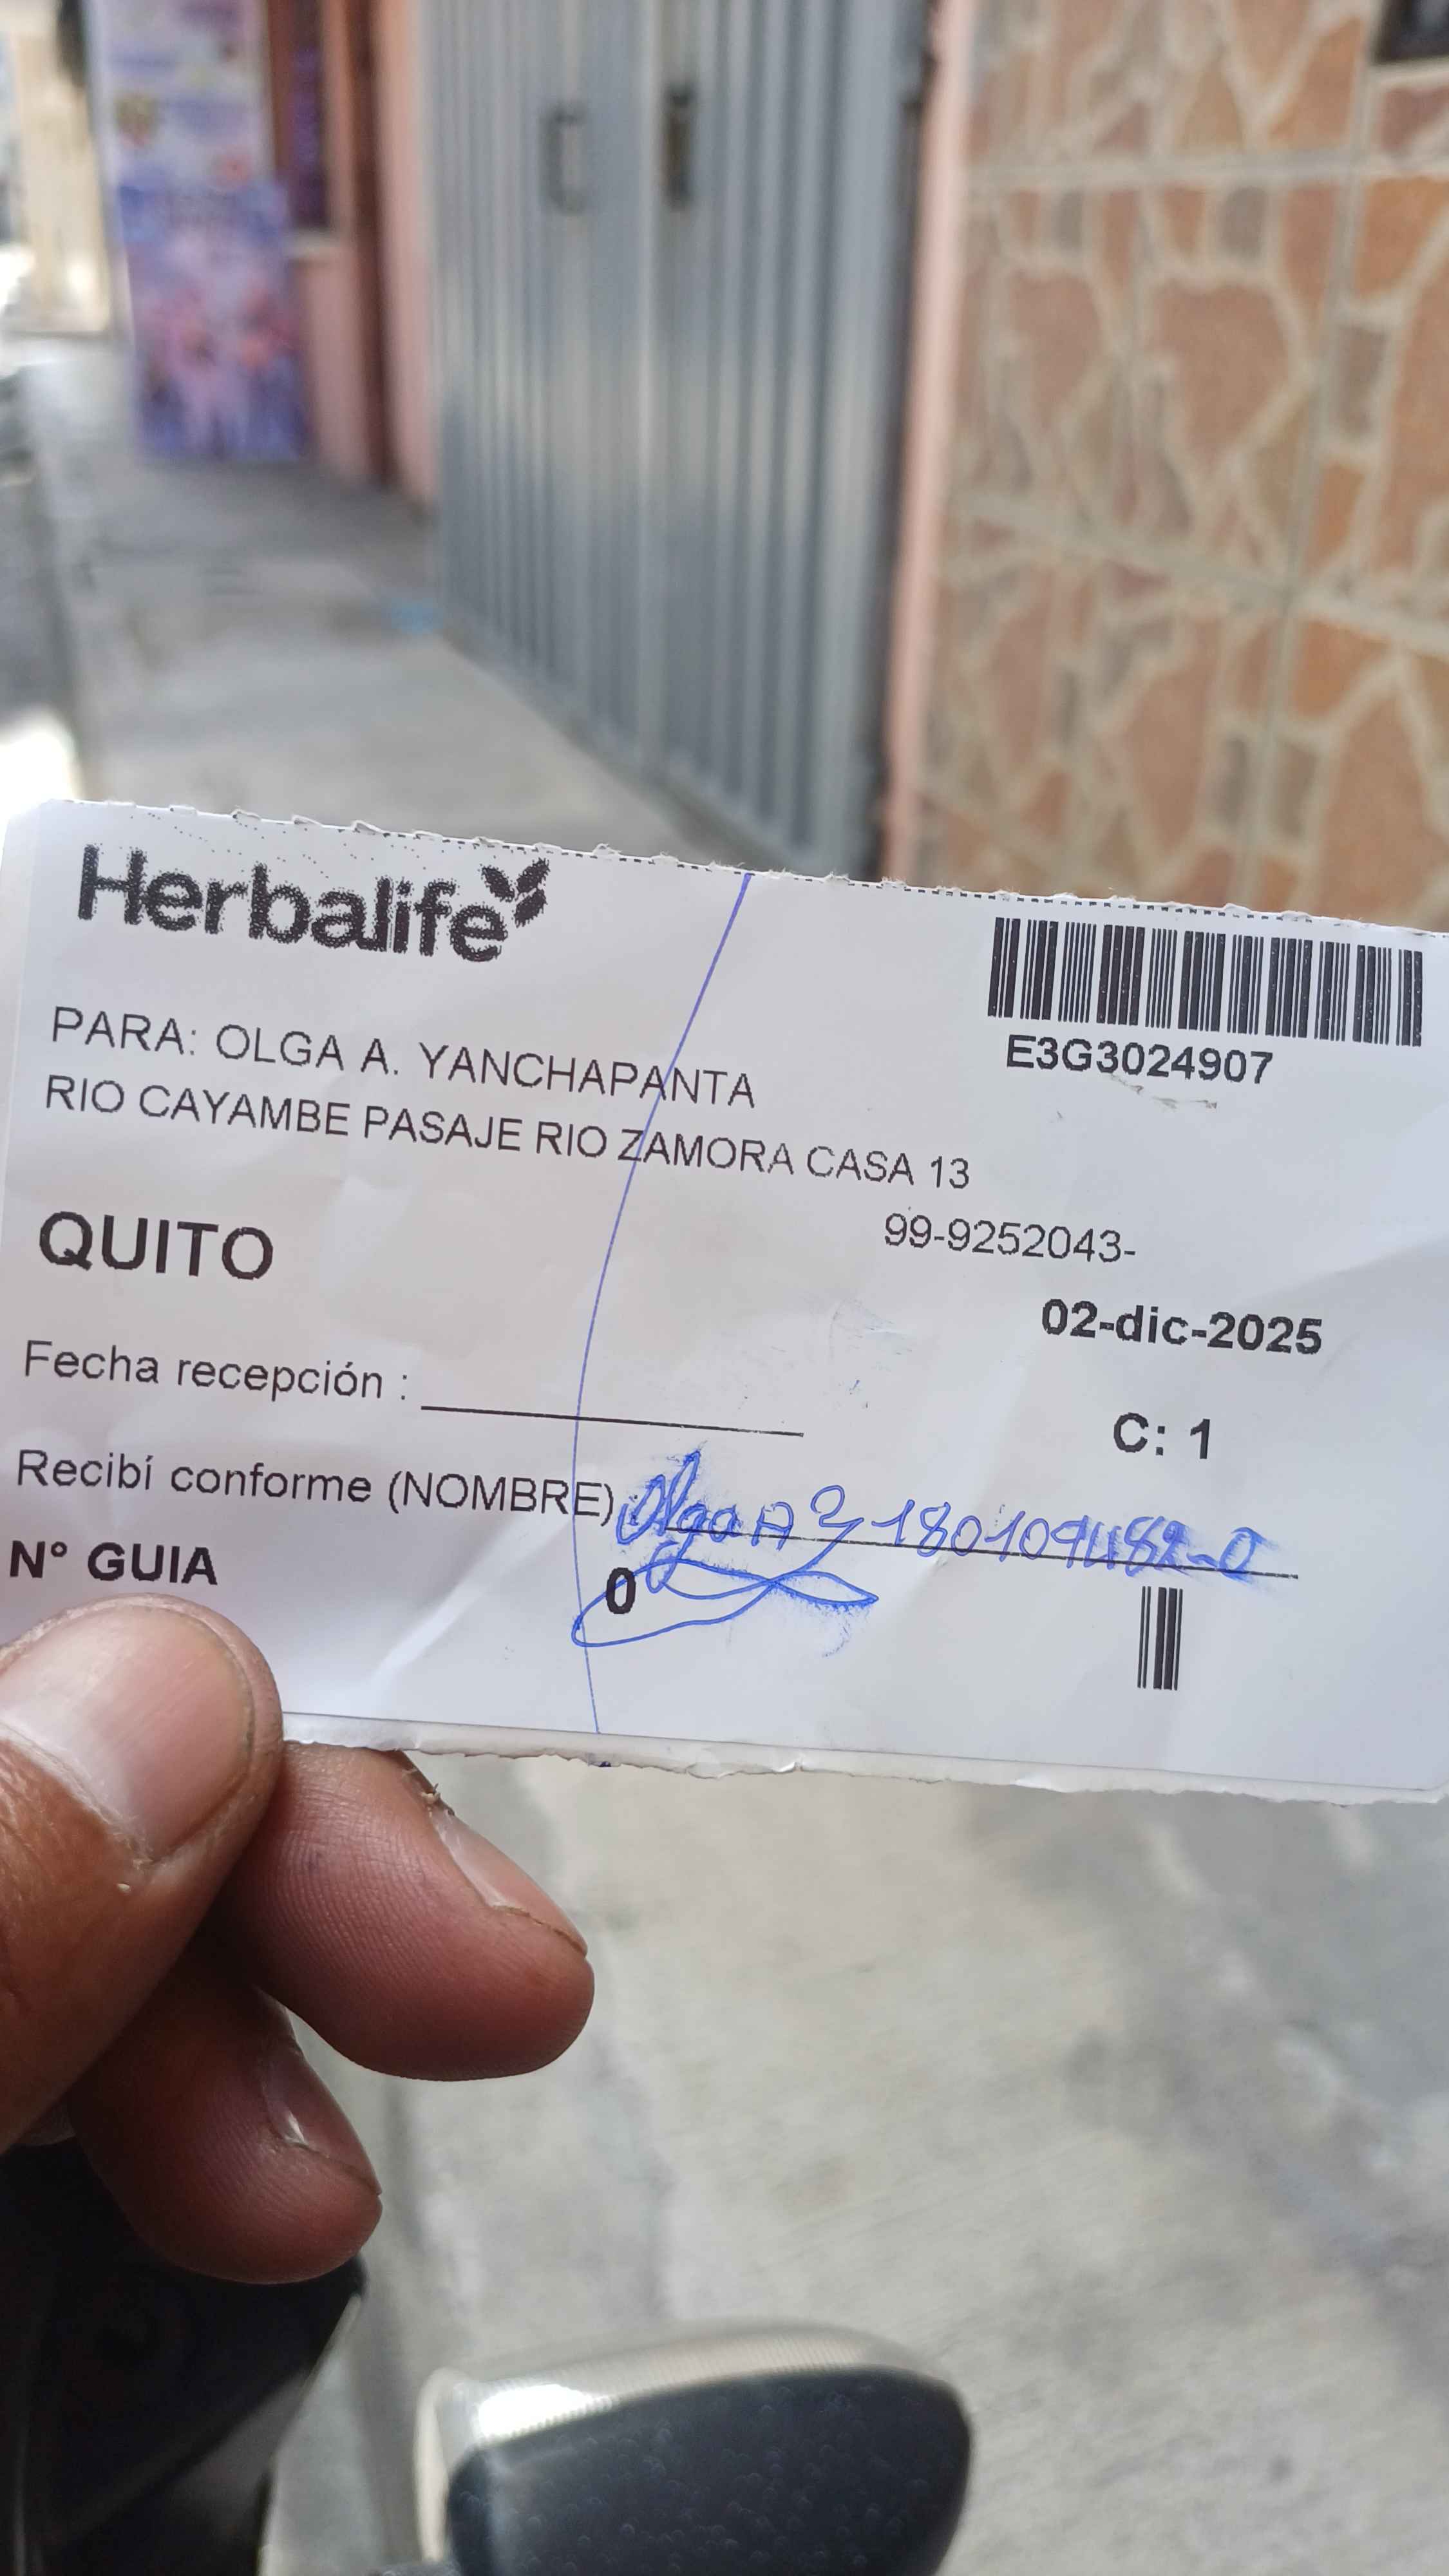 Herbalife
E3G3024907
PARA: OLGA A. YANCHAPANTA
RIO CAYAMBE PASAJE RIO ZAMORA CASA 13
99-9252043-
QUITO
02-dic-2025
Fecha recepción :
C: 1
Recibí conforme (NOMBRE) : Olga A Y
N° GUIA
0